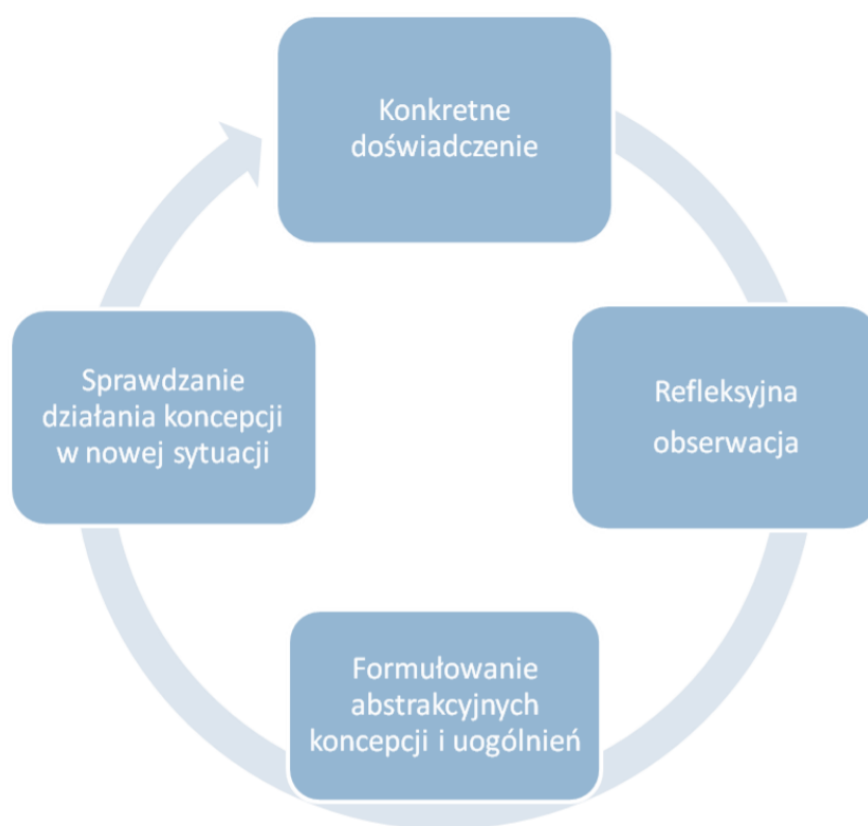 Konkretne
doświadczenie
Refleksyjna
obserwacja
Formułowanie
abstrakcyjnych
koncepcji i uogólnień
Sprawdzanie
działania koncepcji
w nowej sytuacji